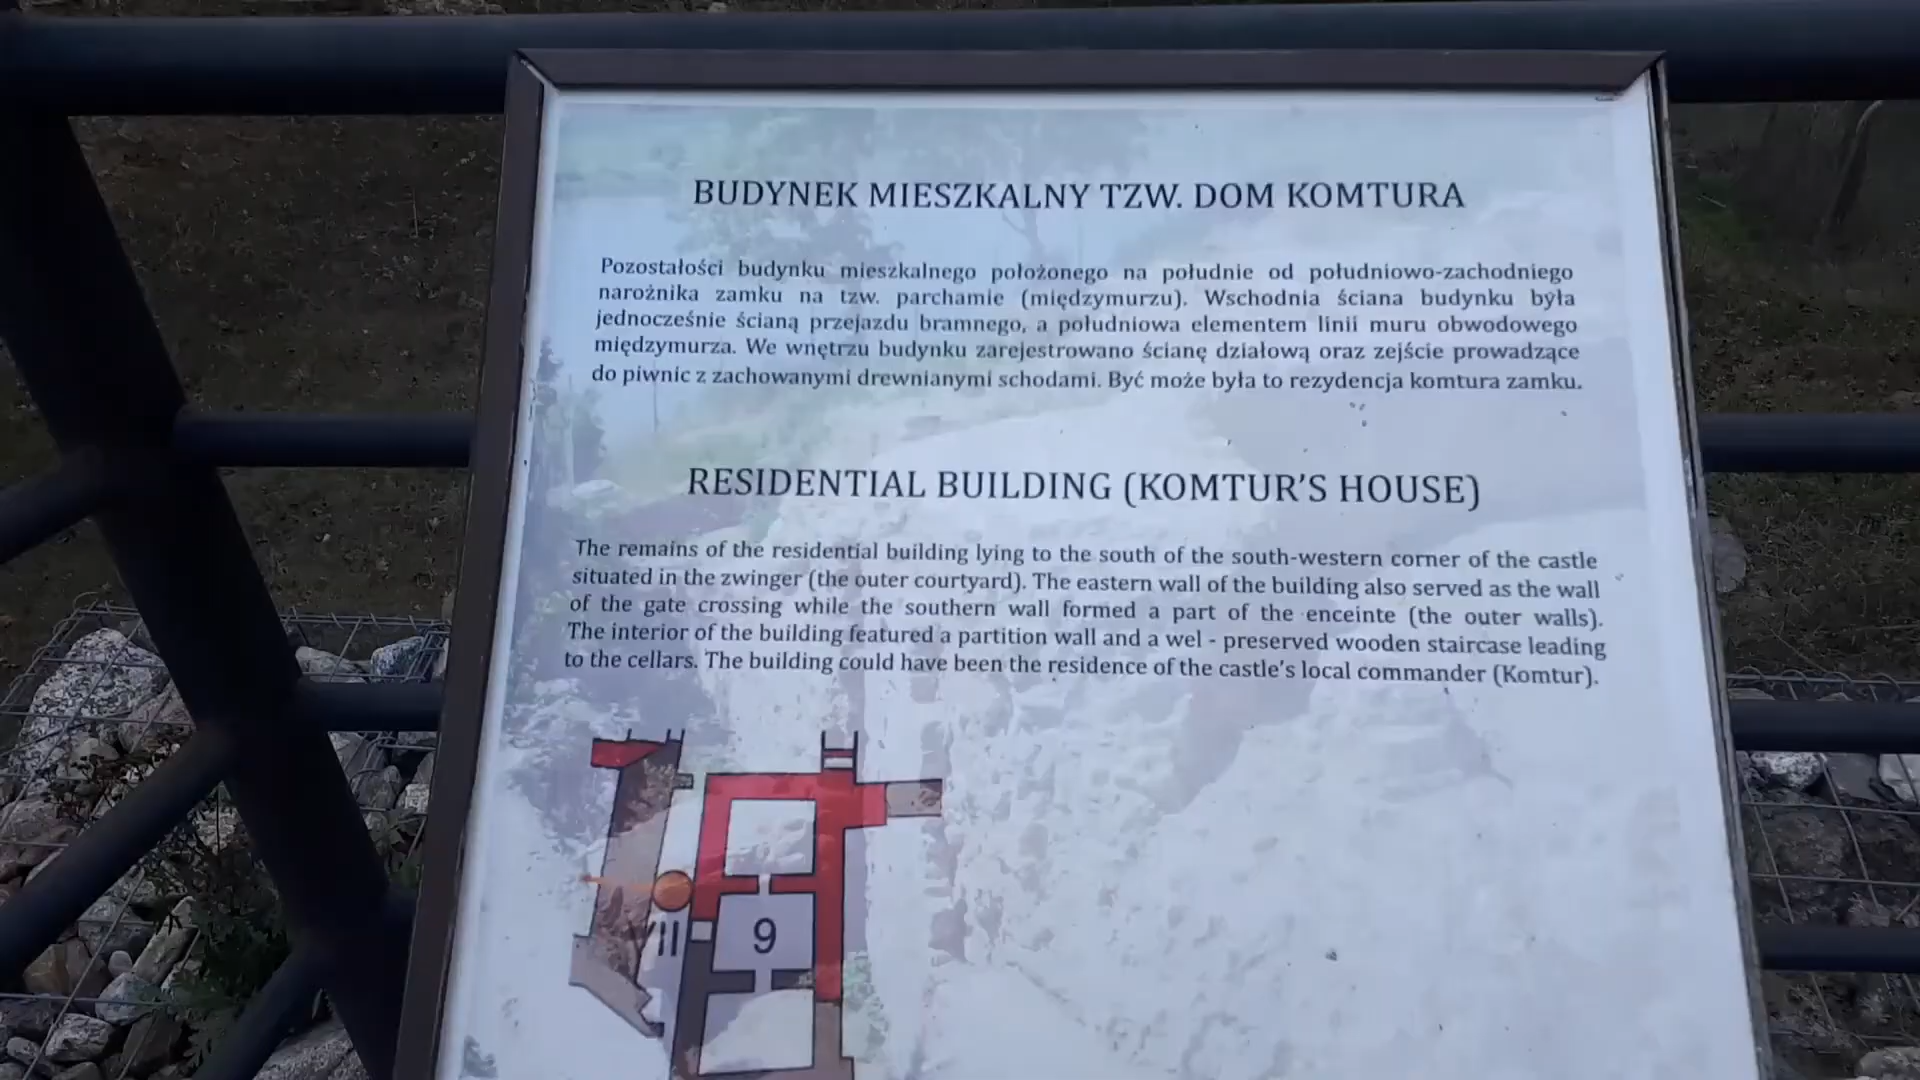 BUDYNEK MIESZKALNY TZW. DOM KOMTURA
Pozostałości budynku mieszkalnego położonego na południe od południowo-zachodniego
narożnika zamku na tzw. parchamie (międzymurzu). Wschodnia ściana budynku była
jednocześnie ścianą przejazdu bramnego, a południowa elementem linii muru obwodowego
międzymurza. We wnętrzu budynku zarejestrowano ścianę działową oraz zejście prowadzące
do piwnic z zachowanymi drewnianymi schodami. Być może była to rezydencja komtura zamku.
RESIDENTIAL BUILDING (KOMTUR'S HOUSE)
The remains of the residential building lying to the south of the south-western corner of the castle
situated in the zwinger (the outer courtyard). The eastern wall of the building also served as the wall
of the gate crossing while the southern wall formed a part of the enceinte (the outer walls).
The interior of the building featured a partition wall and a wel - preserved wooden staircase leading
to the cellars. The building could have been the residence of the castle's local commander (Komtur).
VII 9